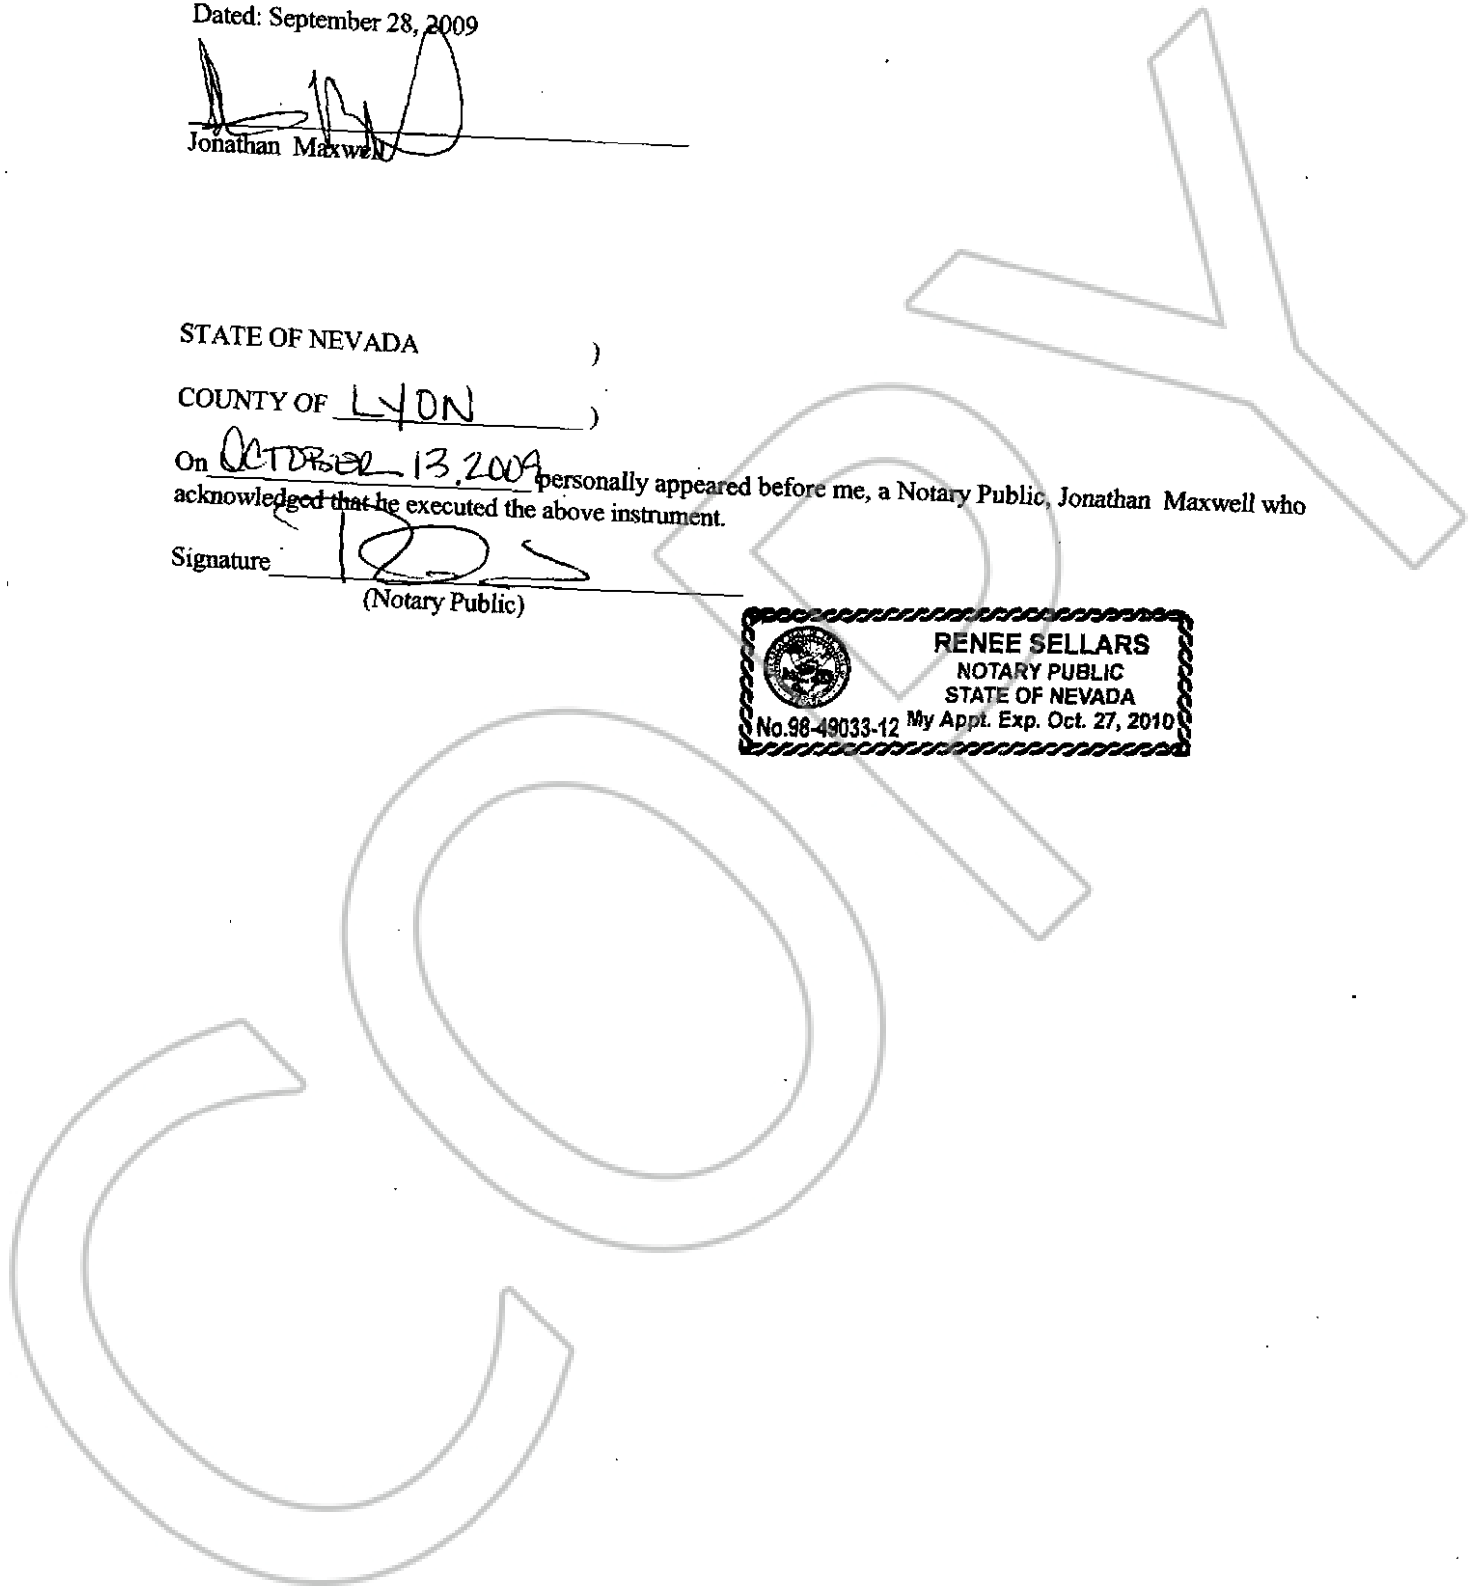 Dated: September 28, 2009
Jonathan Maxwell
STATE OF NEVADA )
COUNTY OF LYON )
On OCTOBER 13, 2009 personally appeared before me, a Notary Public, Jonathan Maxwell who
acknowledged that he executed the above instrument.
Signature
(Notary Public)
RENEE SELLARS
NOTARY PUBLIC
STATE OF NEVADA
No.98-49033-12 My Appt. Exp. Oct. 27, 2010
COPY